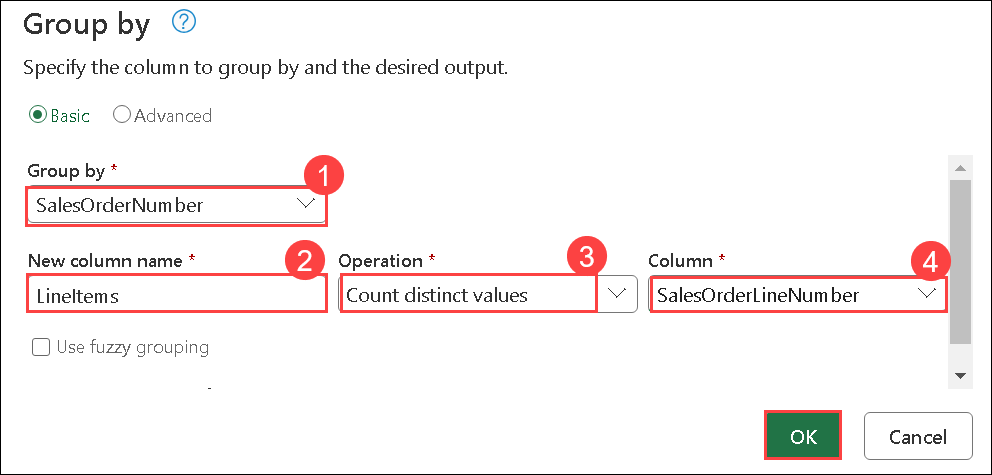 Group by ?
Specify the column to group by and the desired output.
Basic Advanced
Group by * 1
SalesOrderNumber
New column name * 2 Operation * 3 Column * 4
LineItems Count distinct values SalesOrderLineNumber
Use fuzzy grouping
OK Cancel